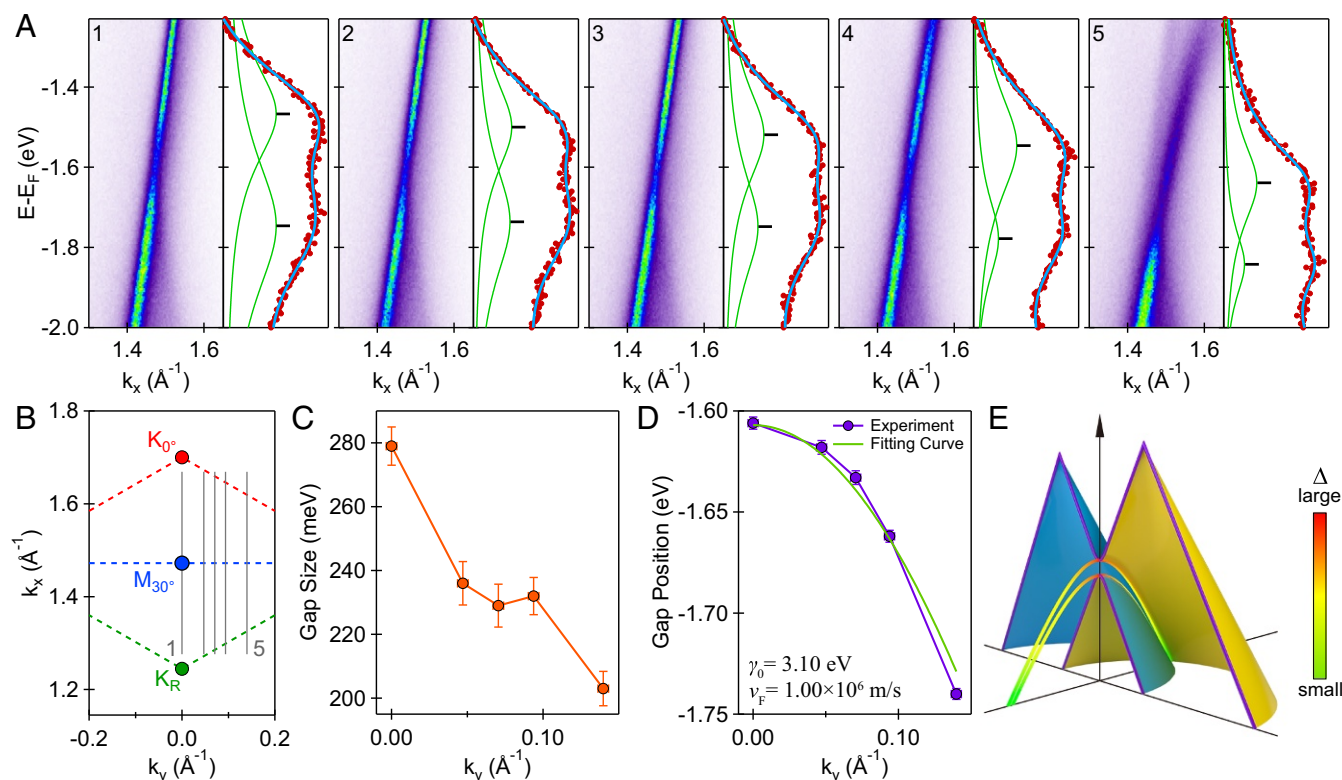 A
1
2
3
4
5
E-E_F (eV)
-1.4
-1.6
-1.8
-2.0
1.4 1.6
1.4 1.6
1.4 1.6
1.4 1.6
1.4 1.6
k_x (Å⁻¹)
k_x (Å⁻¹)
k_x (Å⁻¹)
k_x (Å⁻¹)
k_x (Å⁻¹)
B
1.8
1.6
1.4
1.2
k_x (Å⁻¹)
K_0°
M_30°
K_R
1
5
-0.2 0.0 0.2
k_y (Å⁻¹)
C
280
260
240
220
200
Gap Size (meV)
0.00 0.10
k_y (Å⁻¹)
D
-1.60
-1.65
-1.70
-1.75
Gap Position (eV)
Experiment
Fitting Curve
γ₀= 3.10 eV
v_F= 1.00×10⁶ m/s
0.00 0.10
k_y (Å⁻¹)
E
Δ
large
small